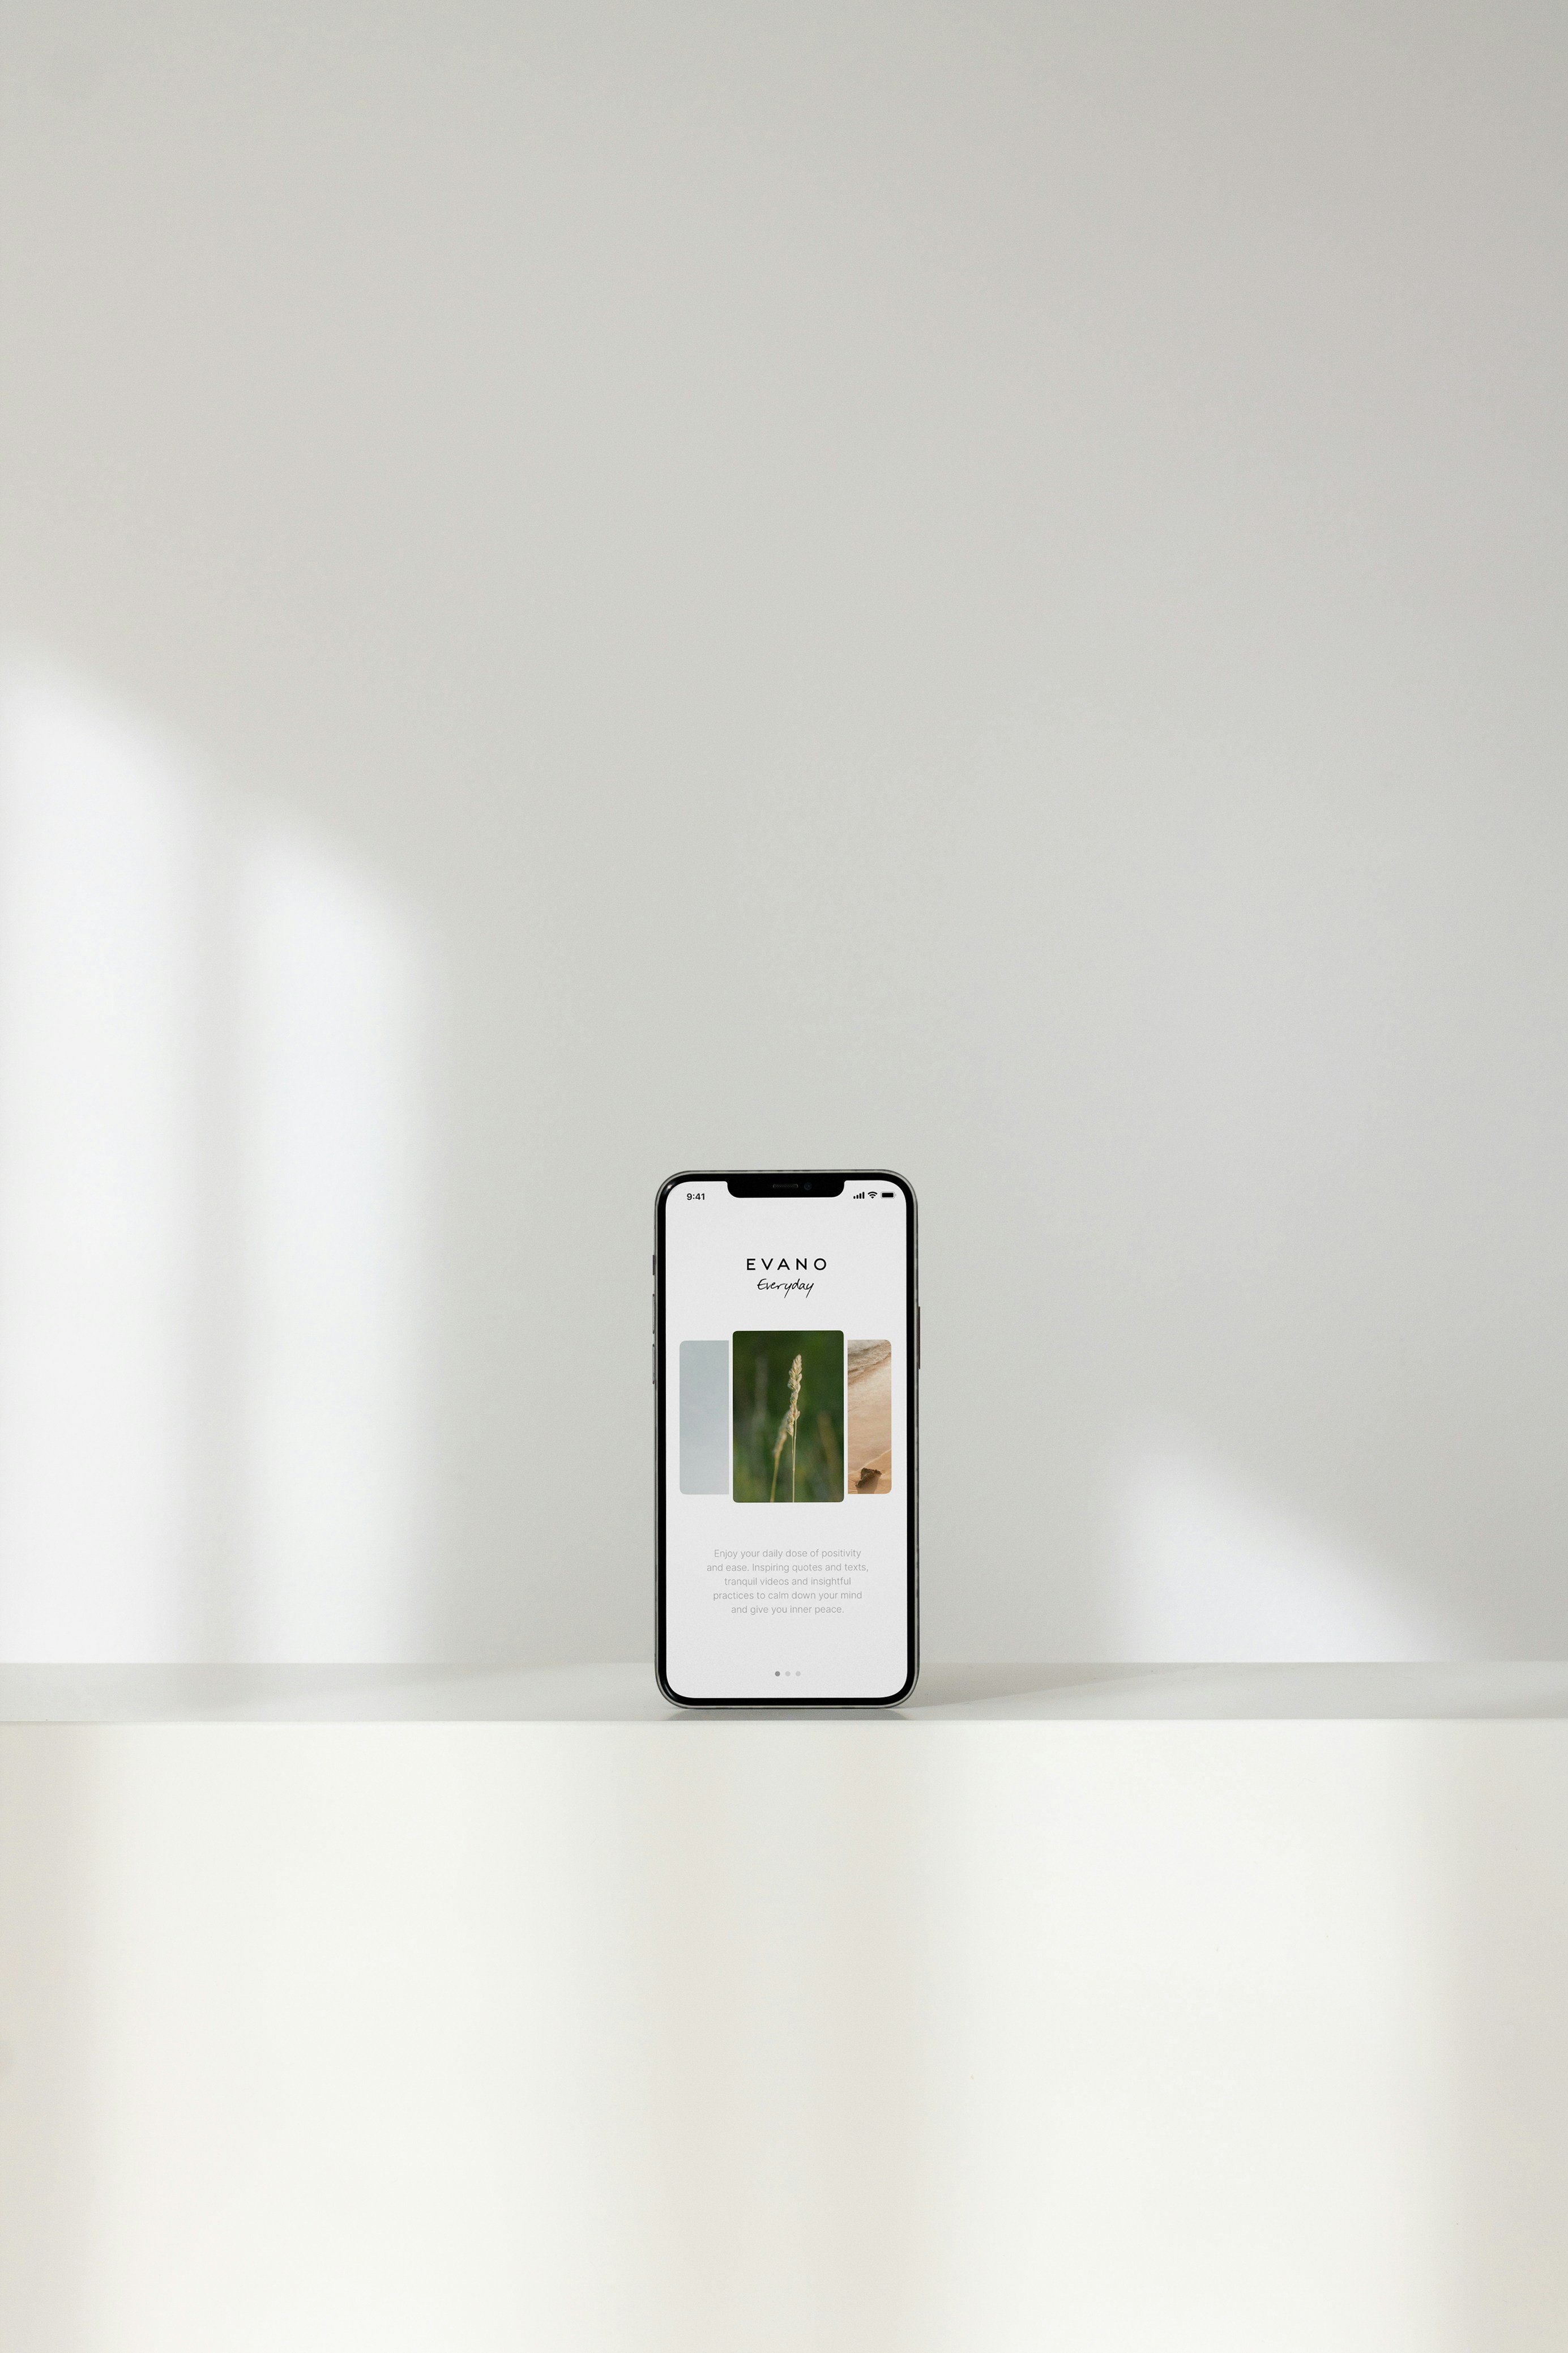 9:41
EVANO
Everyday
Enjoy your daily dose of positivity
and ease. Inspiring quotes and texts,
tranquil videos and insightful
practices to calm down your mind
and give you inner peace.